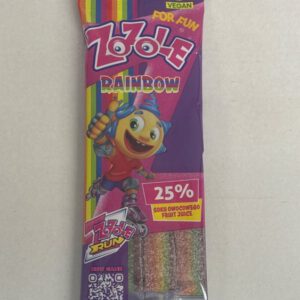 VEGAN
FOR FUN
ZOZOLE
RAINBOW
25%
SOKU OWOCOWEGO
FRUIT JUICE
ZOZOLE
RUN